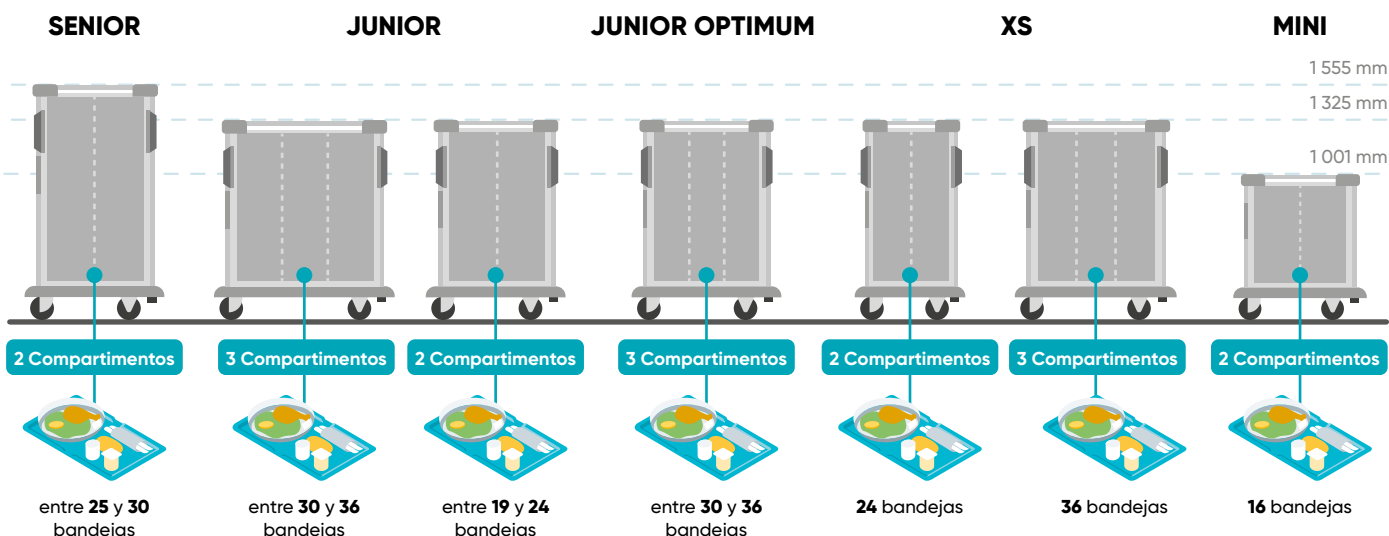 SENIOR
JUNIOR
JUNIOR OPTIMUM
XS
MINI
1 555 mm
1 325 mm
1 001 mm
2 Compartimentos
3 Compartimentos
2 Compartimentos
3 Compartimentos
2 Compartimentos
3 Compartimentos
2 Compartimentos
entre 25 y 30
bandejas
entre 30 y 36
bandejas
entre 19 y 24
bandejas
entre 30 y 36
bandejas
24 bandejas
36 bandejas
16 bandejas